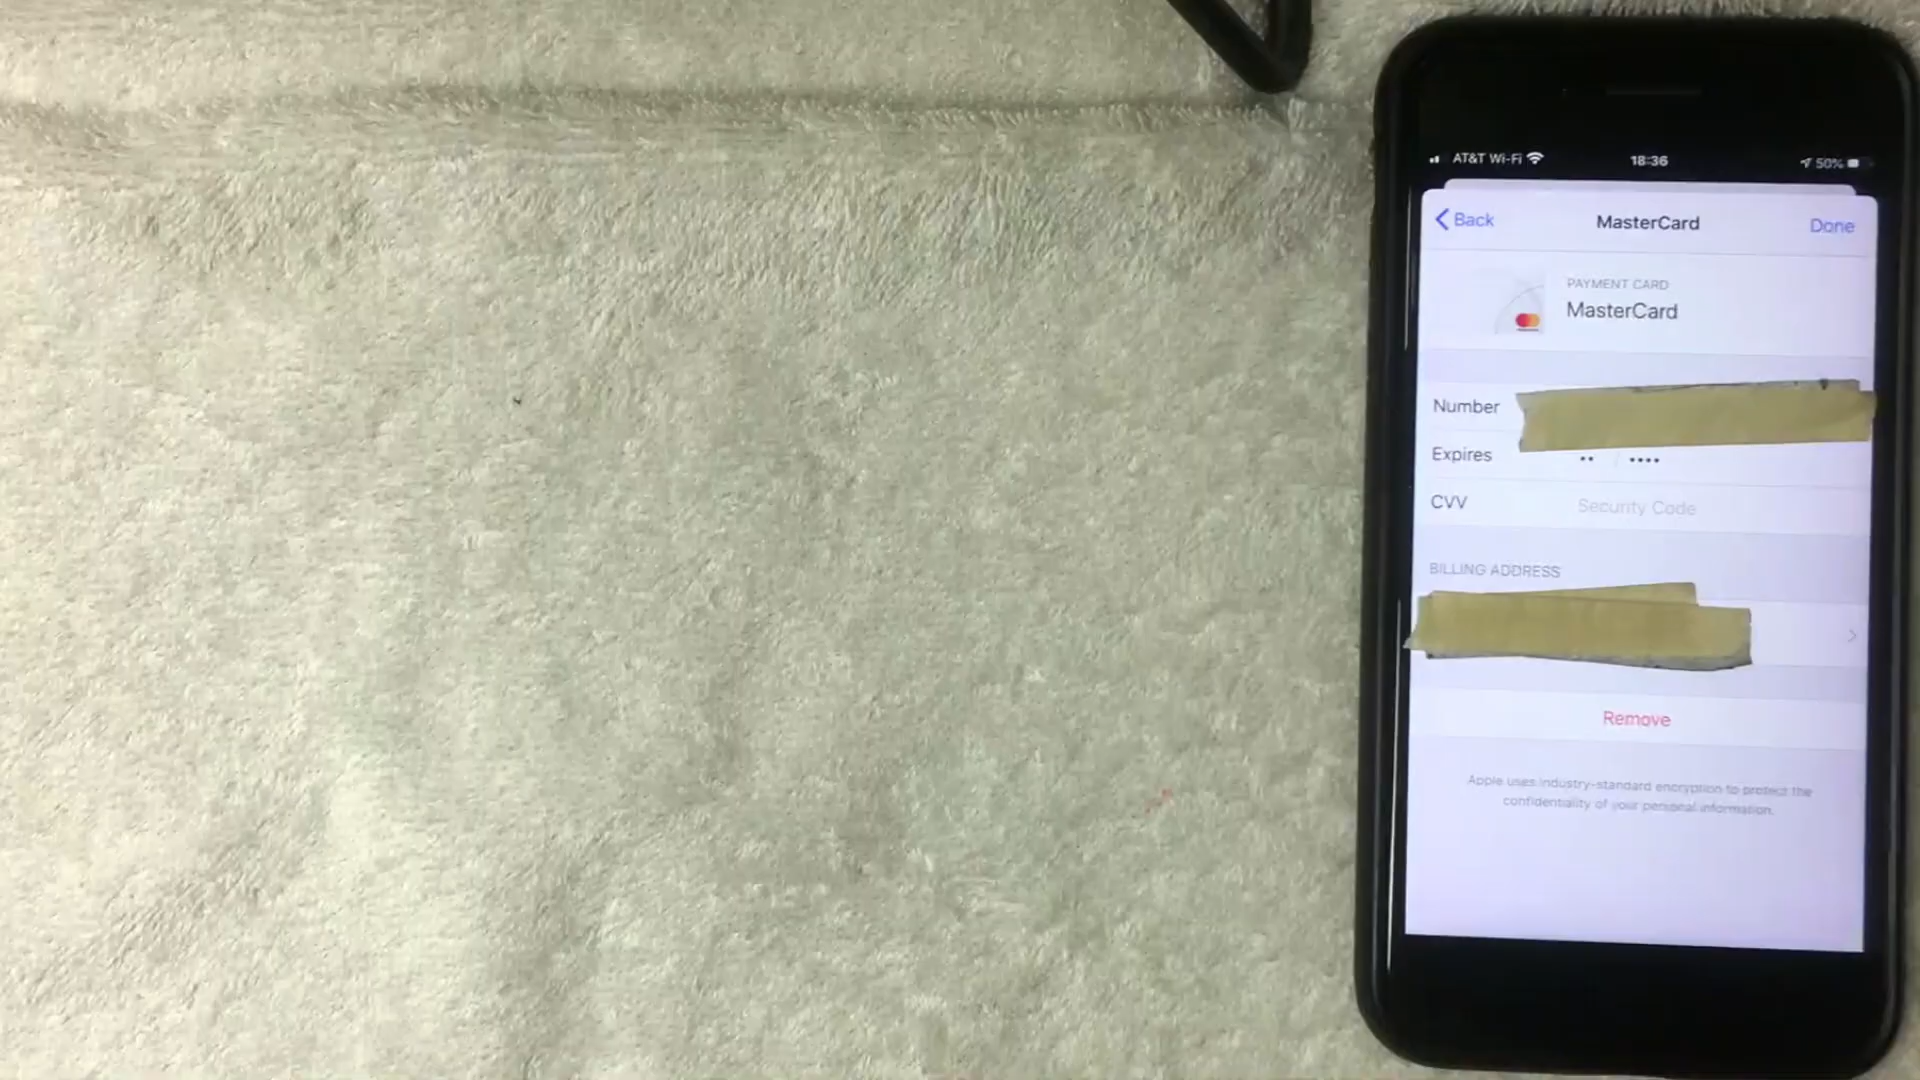 AT&T Wi-Fi 18:36 50%
Back MasterCard Done
PAYMENT CARD
MasterCard
Number
Expires •• / ••••
CVV Security Code
BILLING ADDRESS
Remove
Apple uses industry-standard encryption to protect the
confidentiality of your personal information.